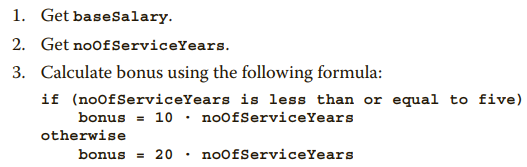 1. Get baseSalary.
2. Get noOfServiceYears.
3. Calculate bonus using the following formula:
if (noOfServiceYears is less than or equal to five)
bonus = 10 · noOfServiceYears
otherwise
bonus = 20 · noOfServiceYears